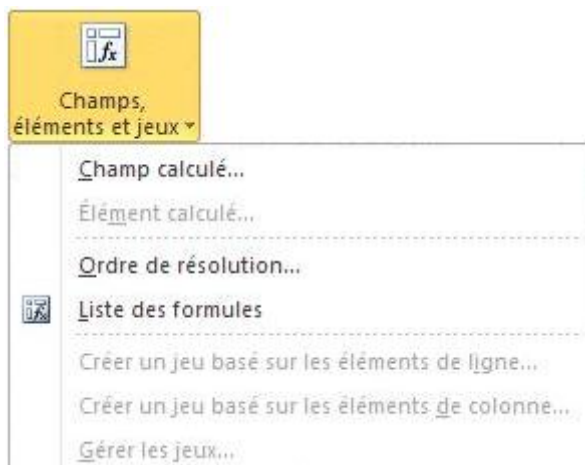 Champs,
éléments et jeux
Champ calculé...
Élément calculé...
Ordre de résolution...
Liste des formules
Créer un jeu basé sur les éléments de ligne...
Créer un jeu basé sur les éléments de colonne...
Gérer les jeux...